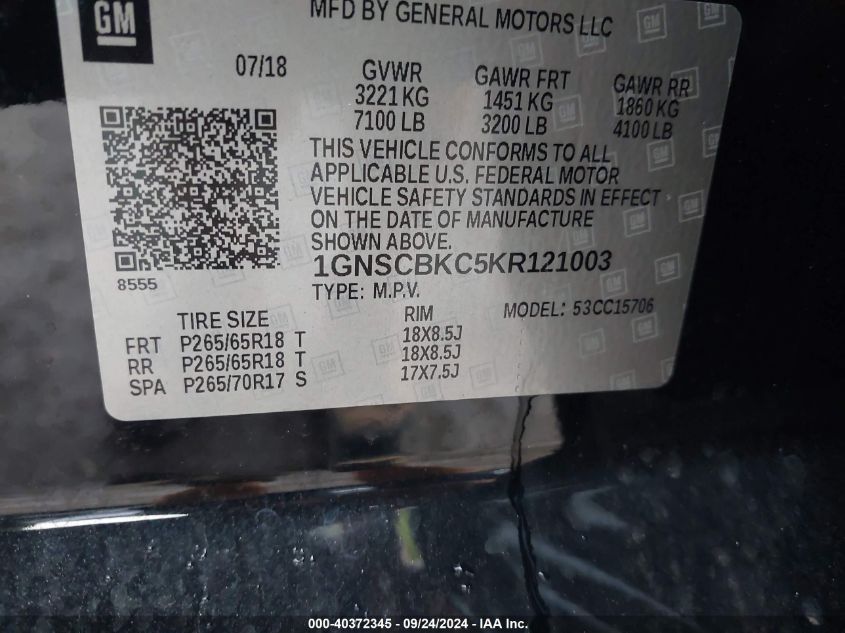 GM
MFD BY GENERAL MOTORS LLC
07/18
GVWR GAWR FRT GAWR RR
3221 KG 1451 KG 1860 KG
7100 LB 3200 LB 4100 LB
THIS VEHICLE CONFORMS TO ALL
APPLICABLE U.S. FEDERAL MOTOR
VEHICLE SAFETY STANDARDS IN EFFECT
ON THE DATE OF MANUFACTURE
SHOWN ABOVE.
8555
1GNSCBKC5KR121003
TYPE: M.P.V. MODEL: 53CC15706
TIRE SIZE RIM
FRT P265/65R18 T 18X8.5J
RR P265/65R18 T 18X8.5J
SPA P265/70R17 S 17X7.5J
000-40372345 - 09/24/2024 - IAA Inc.